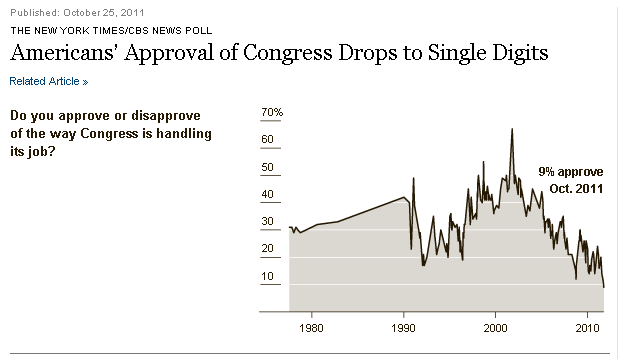 Published: October 25, 2011
THE NEW YORK TIMES/CBS NEWS POLL
Americans' Approval of Congress Drops to Single Digits
Related Article »
Do you approve or disapprove
of the way Congress is handling
its job?
70%
60
50
40
30
20
10
9% approve
Oct. 2011
1980
1990
2000
2010